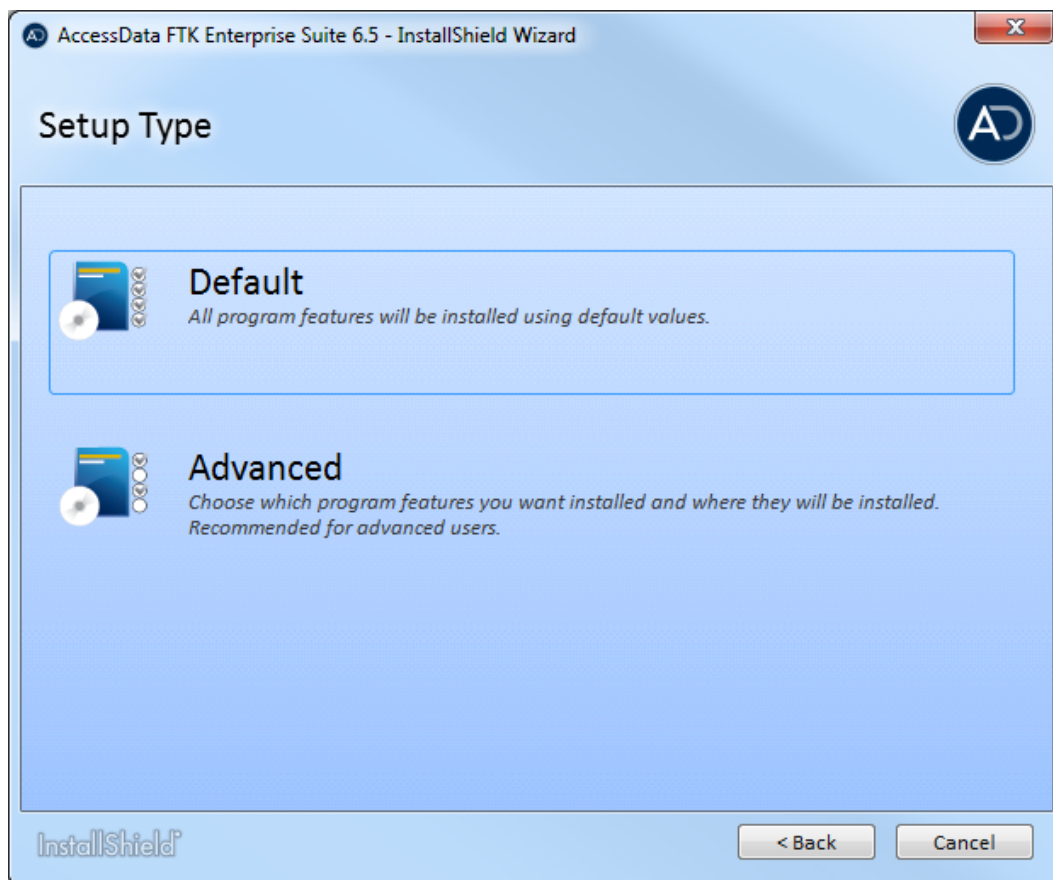 AccessData FTK Enterprise Suite 6.5 - InstallShield Wizard
X
Setup Type
AD
Default
All program features will be installed using default values.
Advanced
Choose which program features you want installed and where they will be installed.
Recommended for advanced users.
InstallShield
< Back
Cancel